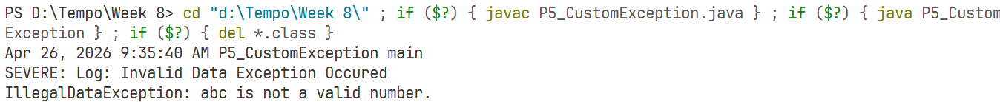 PS D:\Tempo\Week 8> cd "d:\Tempo\Week 8\" ; if ($?) { javac P5_CustomException.java } ; if ($?) { java P5_Custom
Exception } ; if ($?) { del *.class }
Apr 26, 2026 9:35:40 AM P5_CustomException main
SEVERE: Log: Invalid Data Exception Occured
IllegalDataException: abc is not a valid number.